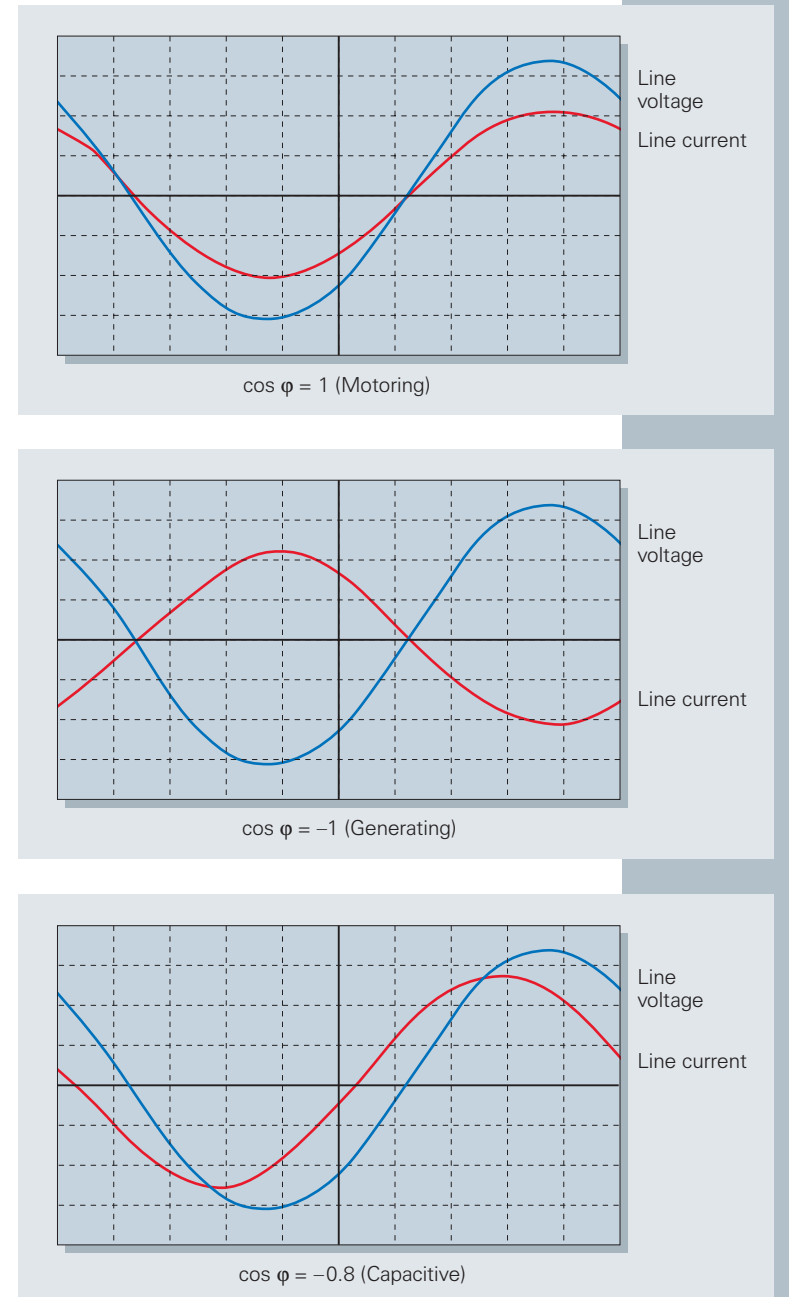 Line
voltage
Line current
cos φ = 1 (Motoring)
Line
voltage
Line current
cos φ = –1 (Generating)
Line
voltage
Line current
cos φ = –0.8 (Capacitive)